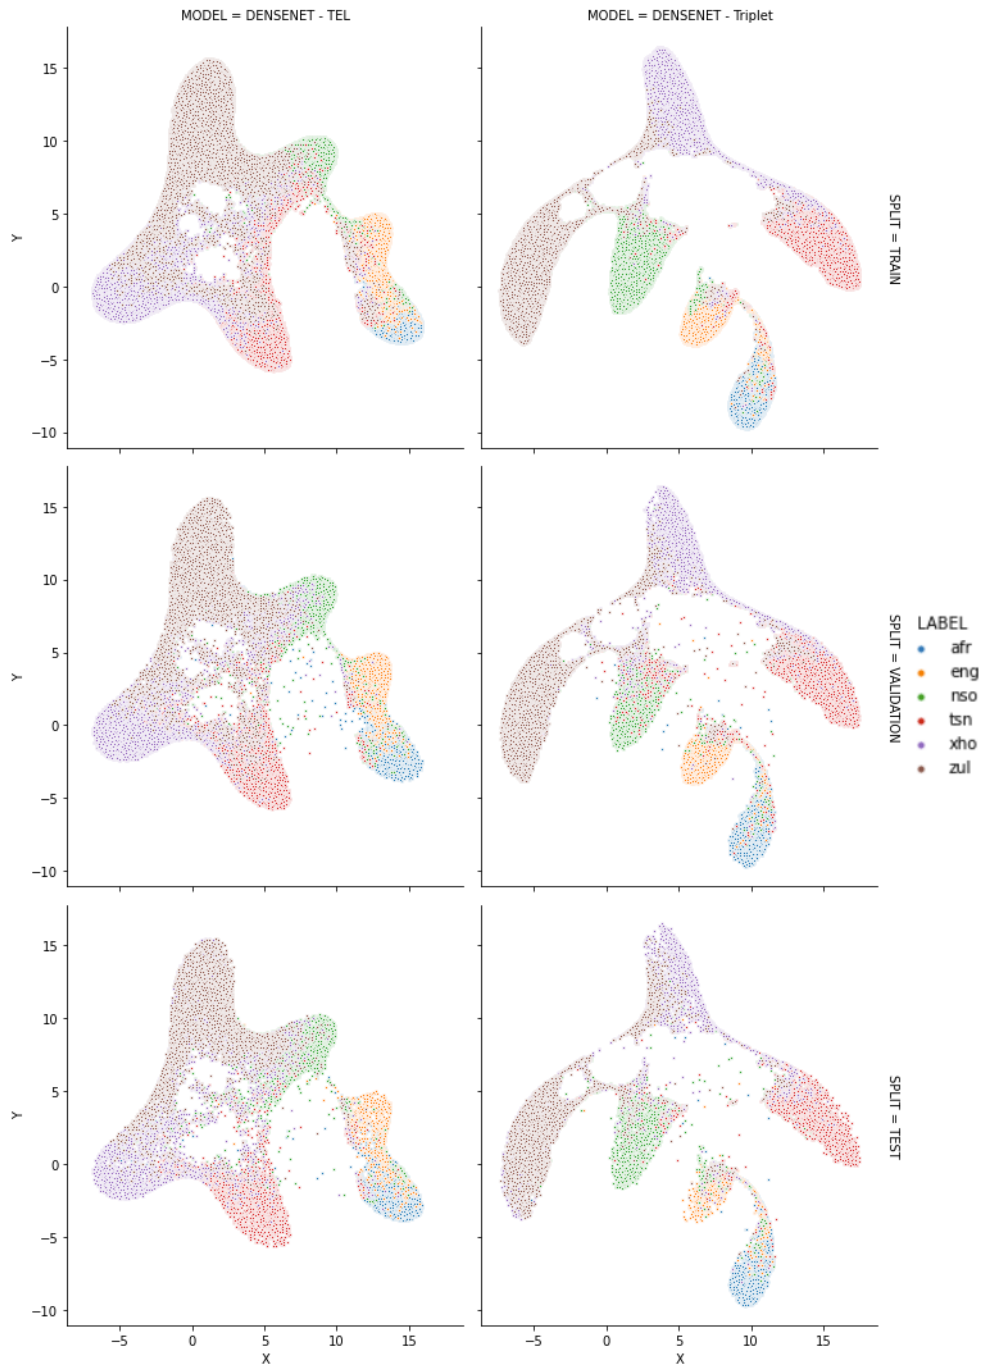 MODEL = DENSENET - TEL
MODEL = DENSENET - Triplet
15
10
5
0
−5
−10
Y
SPLIT = TRAIN
15
10
5
0
−5
−10
Y
SPLIT = VALIDATION
LABEL
afr
eng
nso
tsn
xho
zul
15
10
5
0
−5
−10
Y
SPLIT = TEST
−5 0 5 10 15
X
−5 0 5 10 15
X